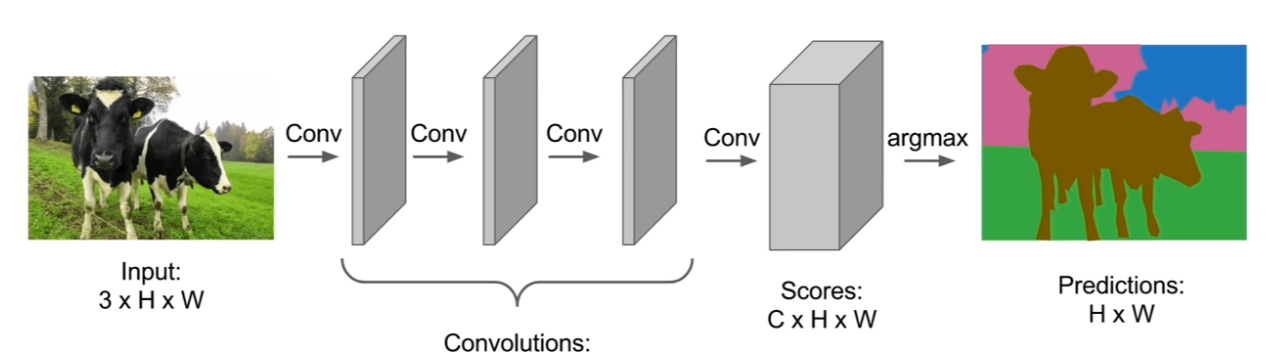 Conv
Conv
Conv
Conv
argmax
Input:
3 x H x W
Convolutions:
Scores:
C x H x W
Predictions:
H x W